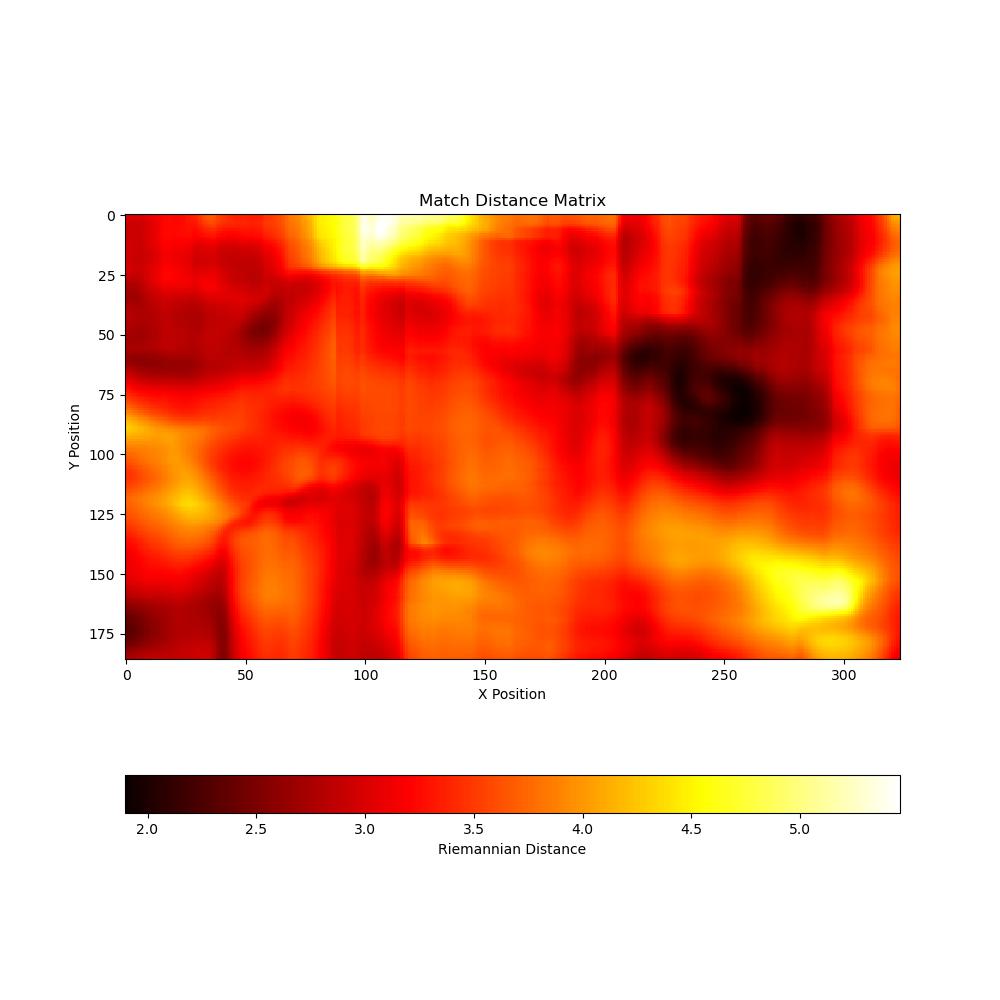 Match Distance Matrix
0
25
50
75
100
125
150
175
Y Position
0 50 100 150 200 250 300
X Position
2.0 2.5 3.0 3.5 4.0 4.5 5.0
Riemannian Distance